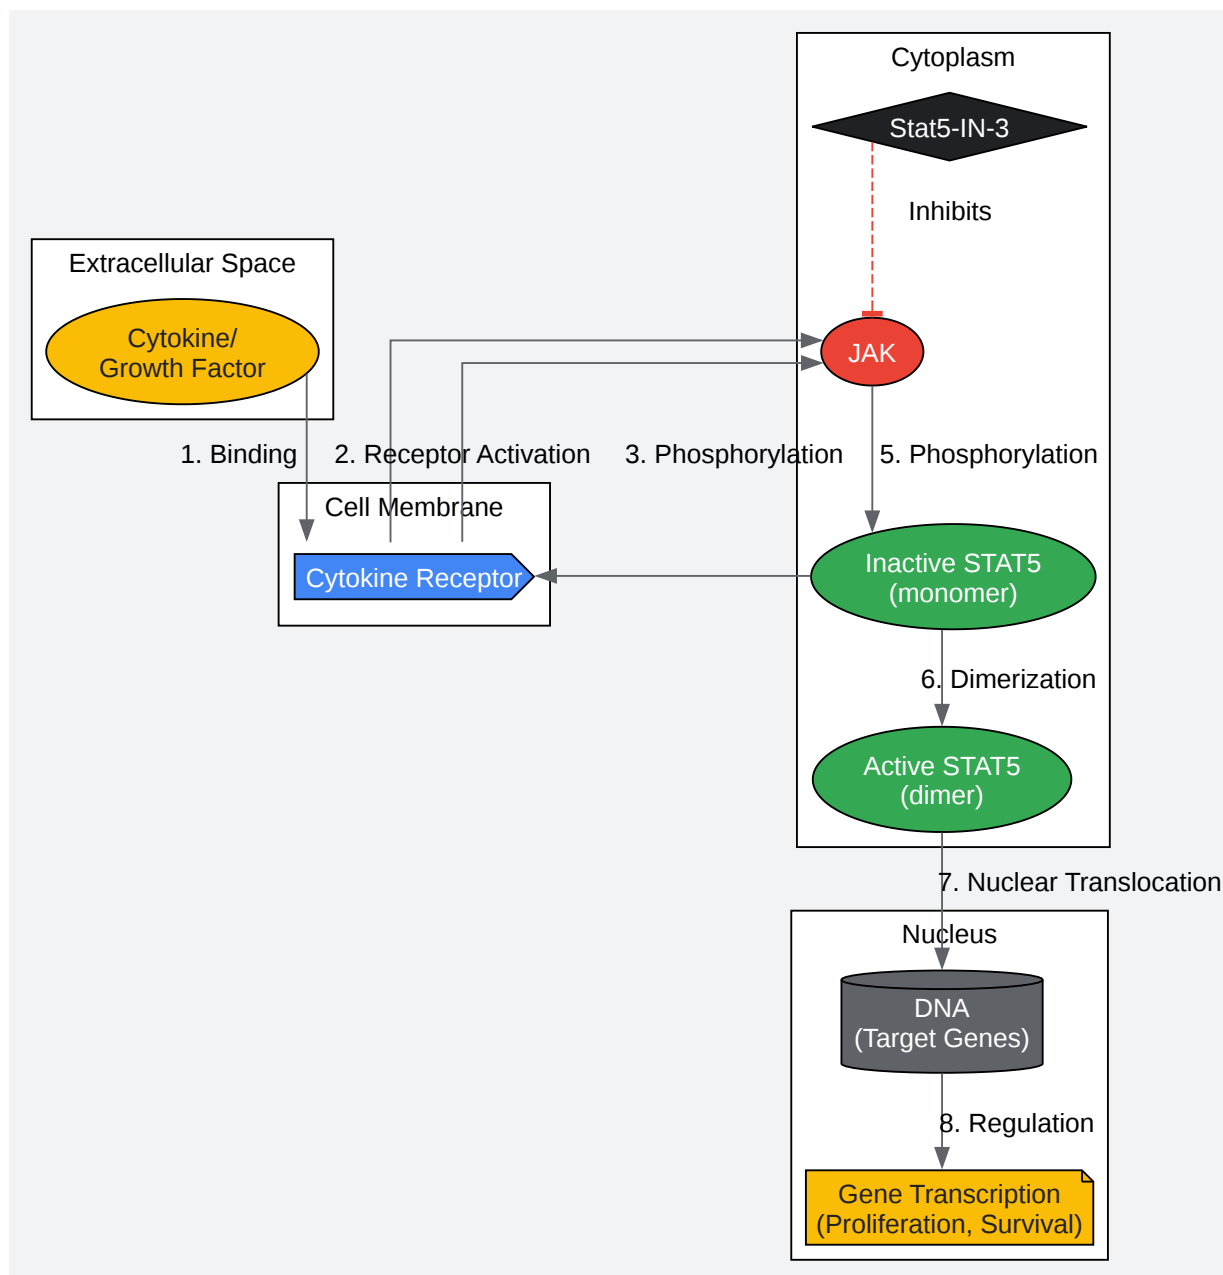 Cytoplasm
Stat5-IN-3
Inhibits
Extracellular Space
Cytokine/
Growth Factor
JAK
1. Binding
2. Receptor Activation
3. Phosphorylation
5. Phosphorylation
Cell Membrane
Cytokine Receptor
Inactive STAT5
(monomer)
6. Dimerization
Active STAT5
(dimer)
7. Nuclear Translocation
Nucleus
DNA
(Target Genes)
8. Regulation
Gene Transcription
(Proliferation, Survival)